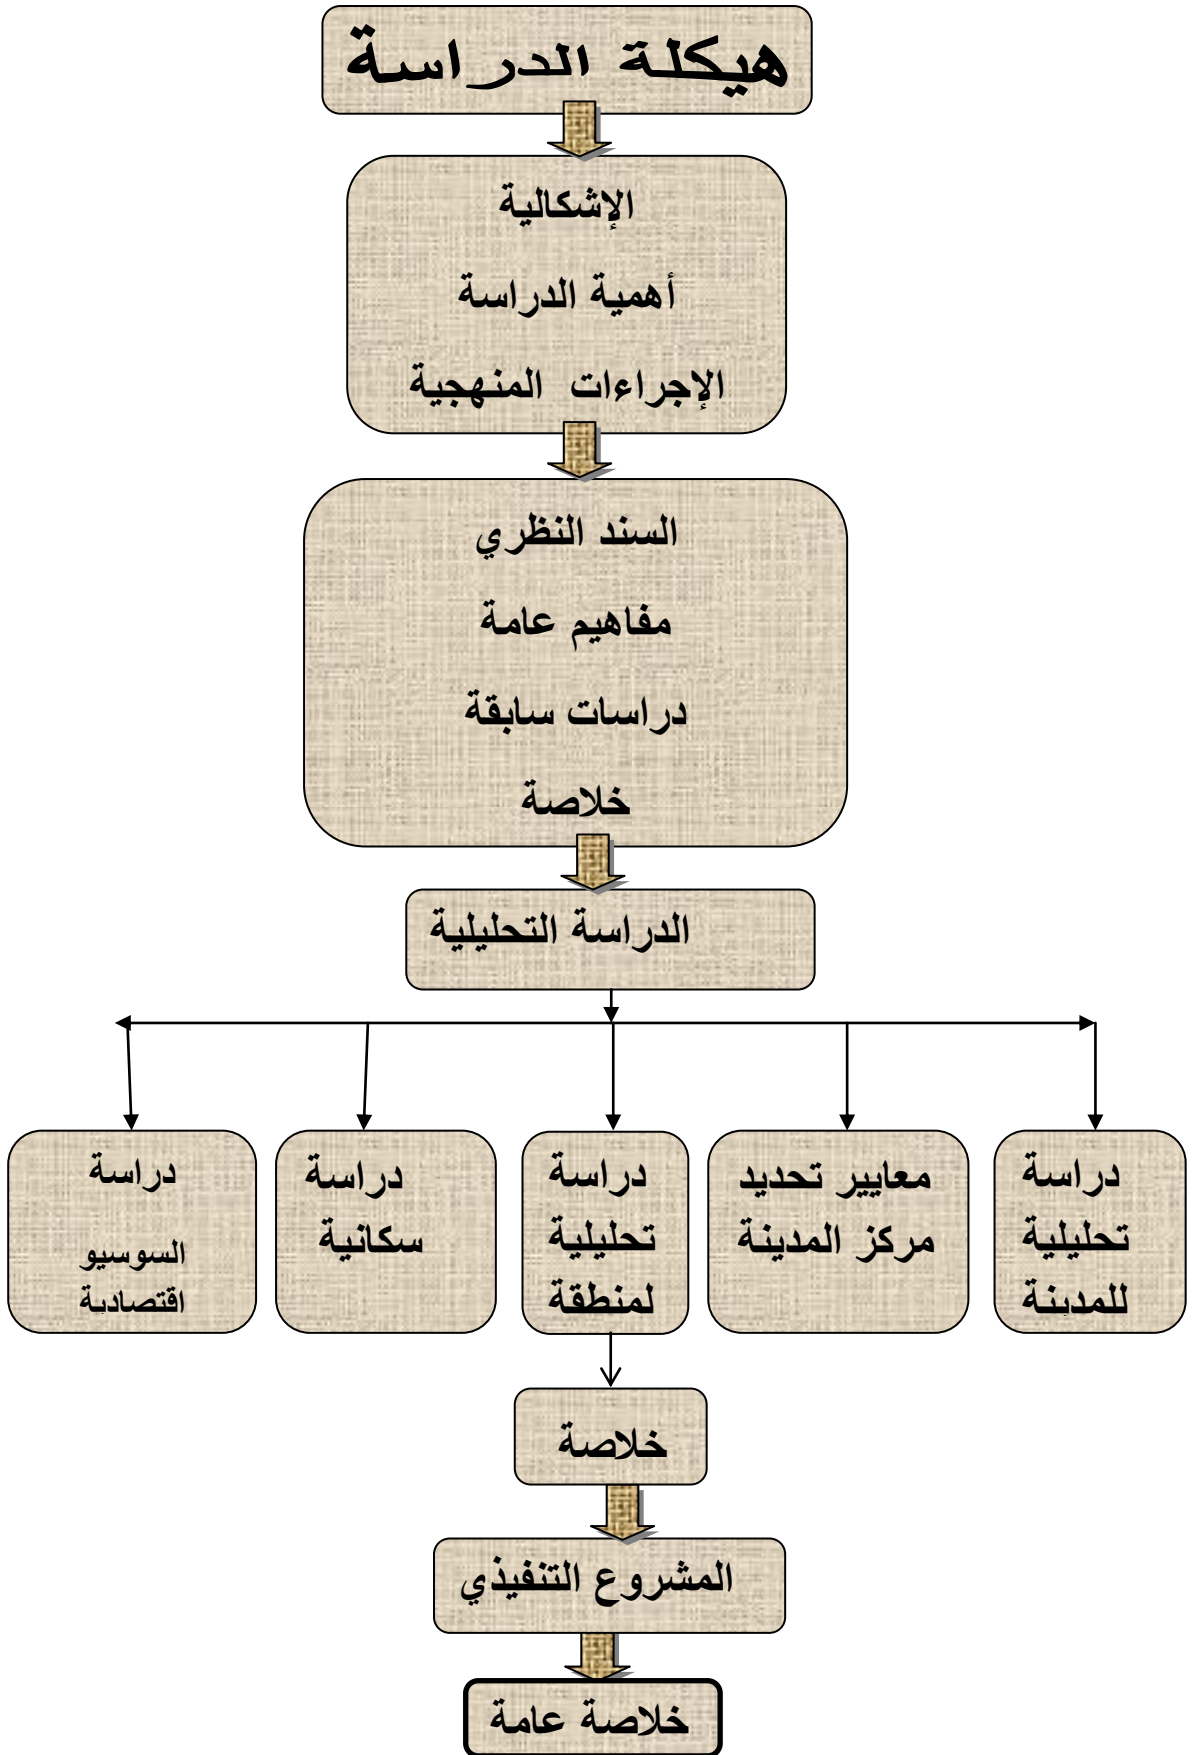 هيكلة الدراسة
الإشكالية
أهمية الدراسة
الإجراءات المنهجية
السند النظري
مفاهيم عامة
دراسات سابقة
خلاصة
الدراسة التحليلية
دراسة
تحليلية
للمدينة
معايير تحديد
مركز المدينة
دراسة
تحليلية
لمنطقة
دراسة
سكانية
دراسة
السوسيو
اقتصادية
خلاصة
المشروع التنفيذي
خلاصة عامة